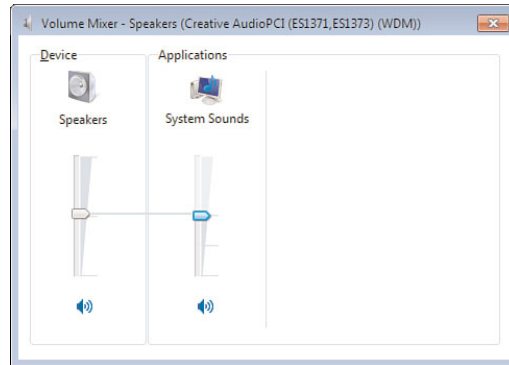 Volume Mixer - Speakers (Creative AudioPCI (ES1371,ES1373) (WDM))
Device
Applications
Speakers
System Sounds